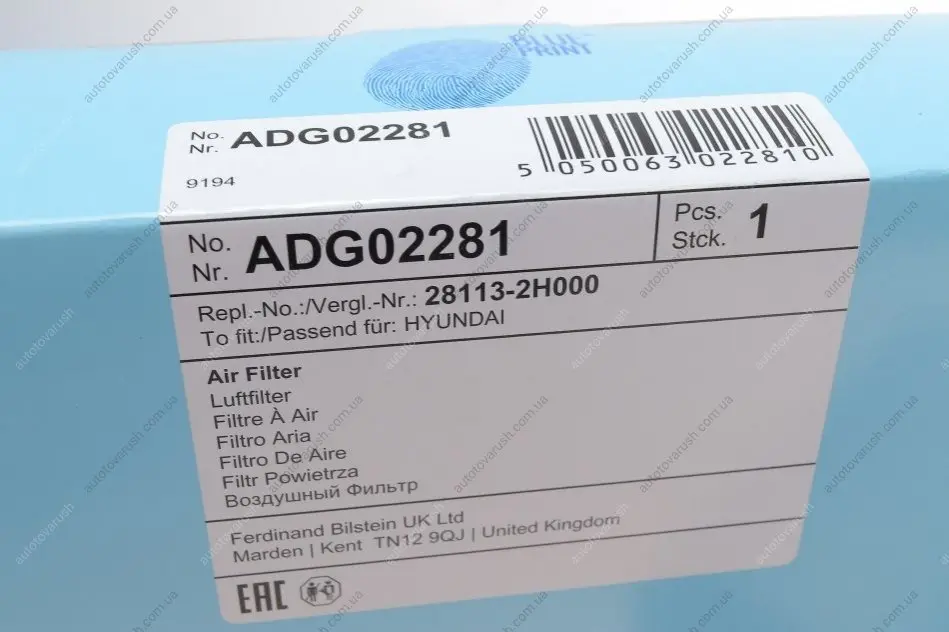 BLUE
PRINT
No. ADG02281
Nr.
9194
5 050063 022810
No. ADG02281
Nr.
Pcs. 1
Stck.
Repl.-No.:/Vergl.-Nr.: 28113-2H000
To fit:/Passend für: HYUNDAI
Air Filter
Luftfilter
Filtre À Air
Filtro Aria
Filtro De Aire
Filtr Powietrza
Воздушный Фильтр
Ferdinand Bilstein UK Ltd
Marden | Kent TN12 9QJ | United Kingdom
EAC
autotovarush.com.ua